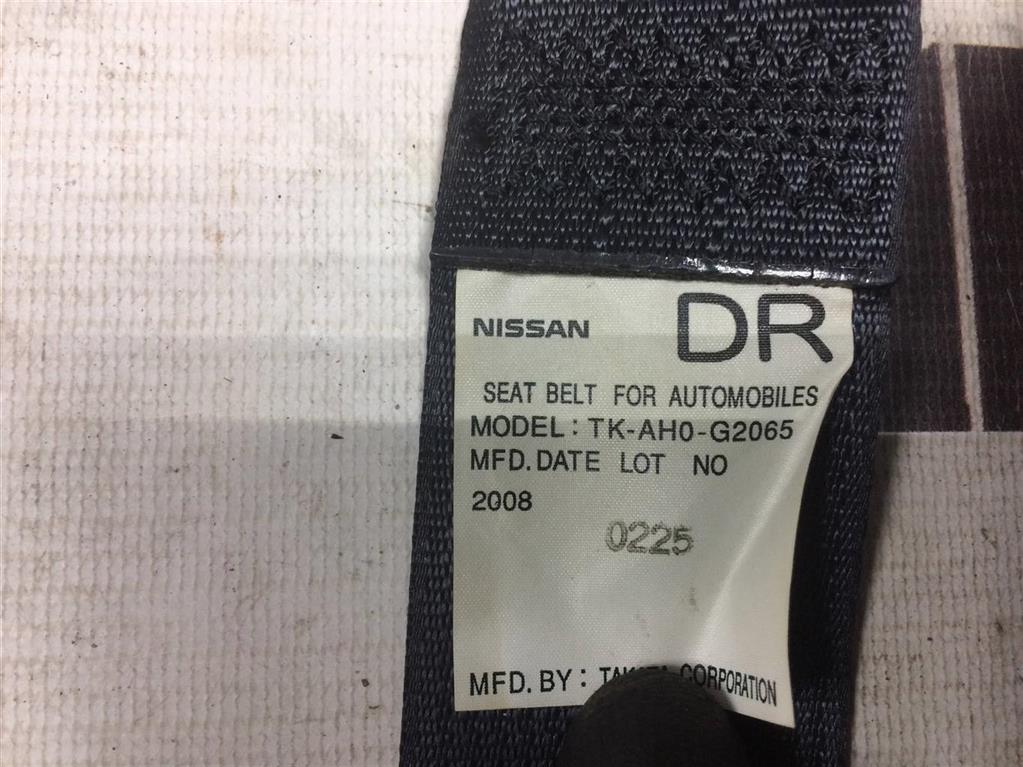 NISSAN DR
SEAT BELT FOR AUTOMOBILES
MODEL: TK-AH0-G2065
MFD. DATE LOT NO
2008
0225
MFD. BY: CORPORATION